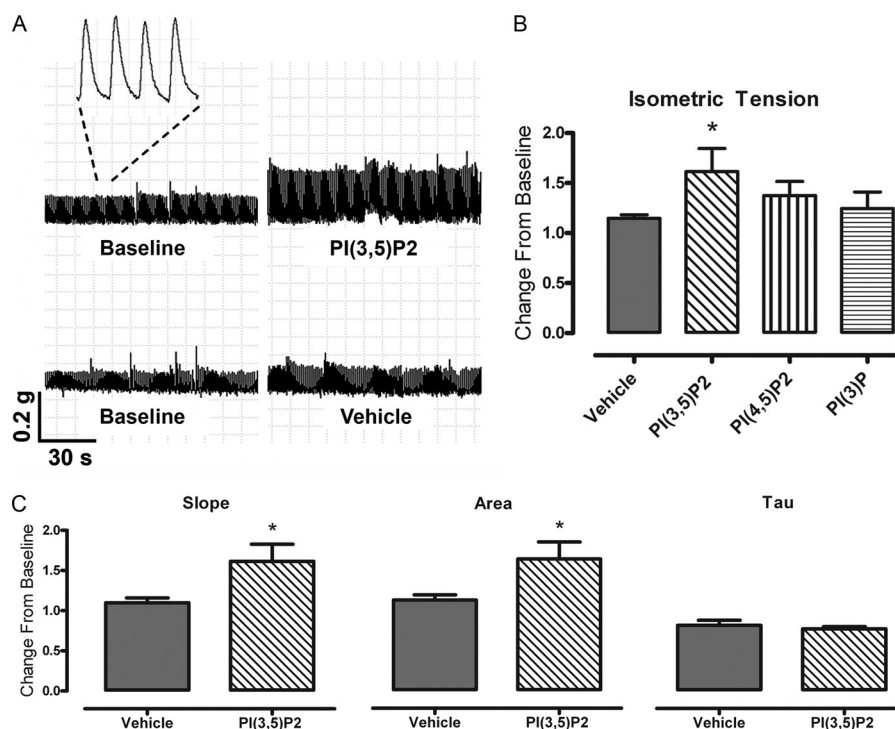 A
Baseline
PI(3,5)P2
Baseline
Vehicle
0.2 g
30 s
B
Isometric Tension
Change From Baseline
2.0
1.5
1.0
0.5
0.0
Vehicle
PI(3,5)P2
PI(4,5)P2
PI(3)P
*
C
Slope
Change From Baseline
2.0
1.5
1.0
0.5
0.0
*
Vehicle
PI(3,5)P2
Area
*
Vehicle
PI(3,5)P2
Tau
Vehicle
PI(3,5)P2